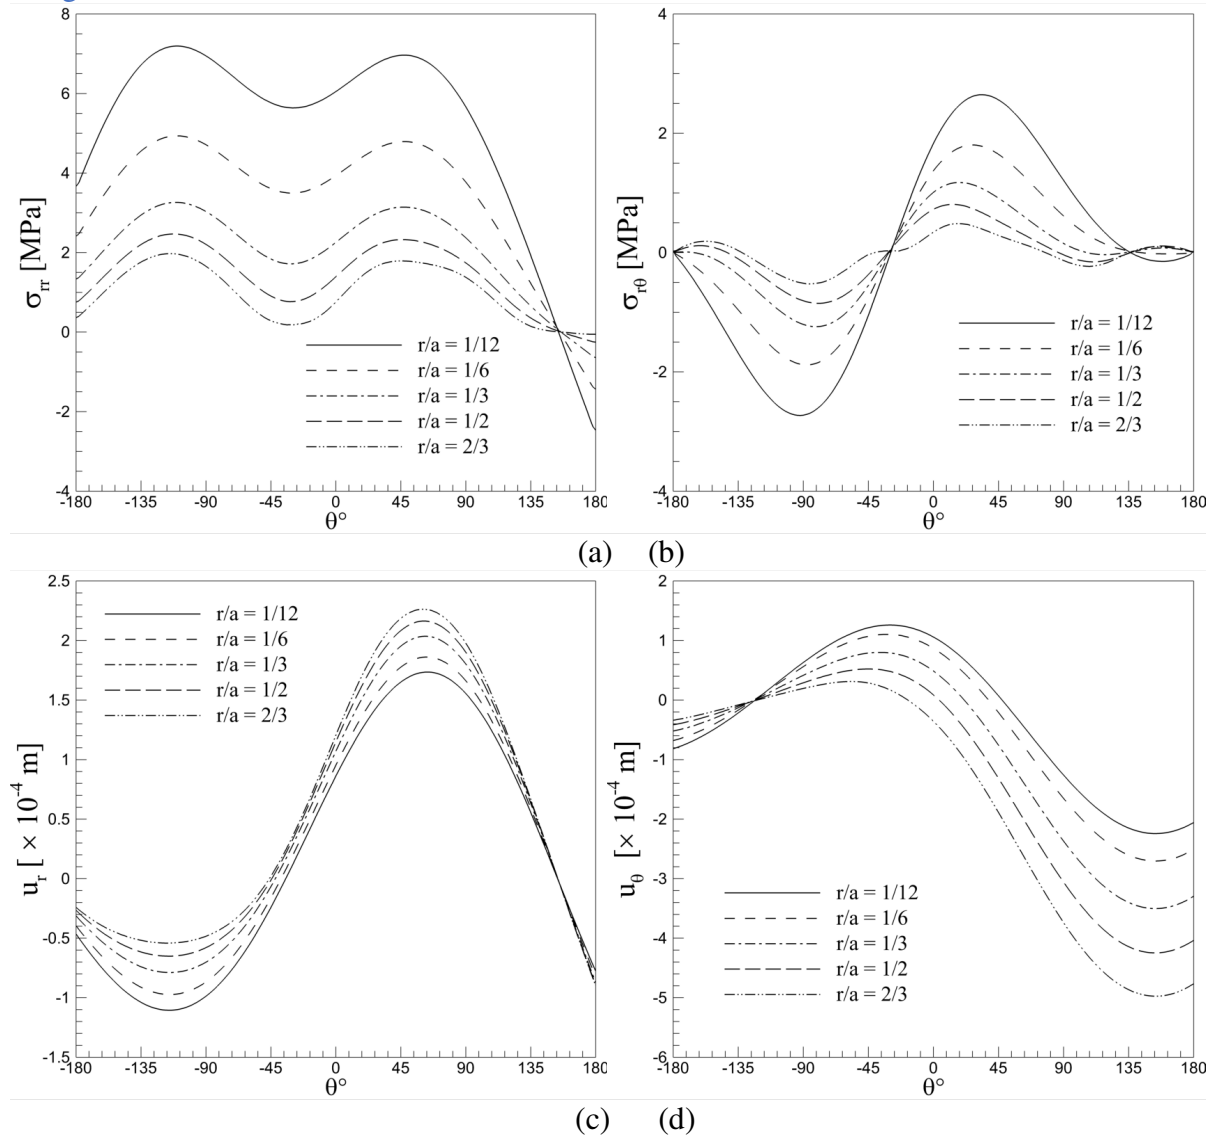 8
6
4
2
0
-2
-4
σrr [MPa]
r/a = 1/12
r/a = 1/6
r/a = 1/3
r/a = 1/2
r/a = 2/3
-180 -135 -90 -45 0 45 90 135 180
θ°
4
2
0
-2
-4
σrθ [MPa]
r/a = 1/12
r/a = 1/6
r/a = 1/3
r/a = 1/2
r/a = 2/3
-180 -135 -90 -45 0 45 90 135 180
θ°
(a) (b)
2.5
2
1.5
1
0.5
0
-0.5
-1
-1.5
ur [ × 10-4 m]
r/a = 1/12
r/a = 1/6
r/a = 1/3
r/a = 1/2
r/a = 2/3
-180 -135 -90 -45 0 45 90 135 180
θ°
2
1
0
-1
-2
-3
-4
-5
-6
uθ [× 10-4 m]
r/a = 1/12
r/a = 1/6
r/a = 1/3
r/a = 1/2
r/a = 2/3
-180 -135 -90 -45 0 45 90 135 180
θ°
(c) (d)